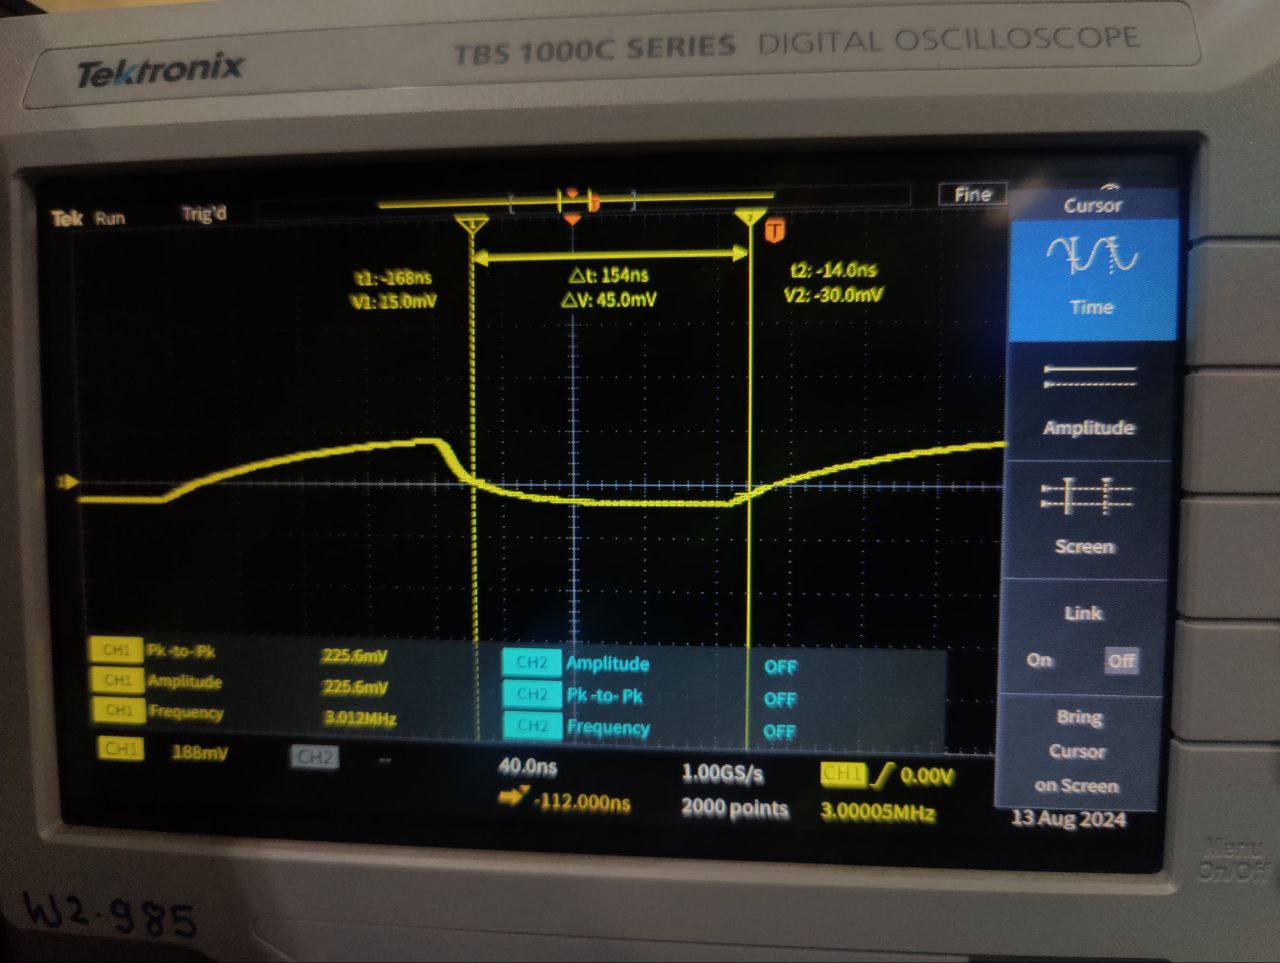 Tektronix
TBS 1000C SERIES DIGITAL OSCILLOSCOPE
Tek Run Trig'd Fine
Cursor
1 2 T
t1: -168ns Δt: 154ns t2: -14.0ns
V1: 15.0mV ΔV: 45.0mV V2: -30.0mV
Time
Amplitude
1
Screen
Link
On Off
CH1 Pk-to-Pk 225.6mV CH2 Amplitude OFF
CH1 Amplitude 225.6mV CH2 Pk-to-Pk OFF
CH1 Frequency 3.012MHz CH2 Frequency OFF
Bring
Cursor
on Screen
CH1 188mV CH2 -- 40.0ns 1.00GS/s CH1 0.00V
-112.000ns 2000 points 3.00005MHz
13 Aug 2024
Menu
On/Off
W2-985